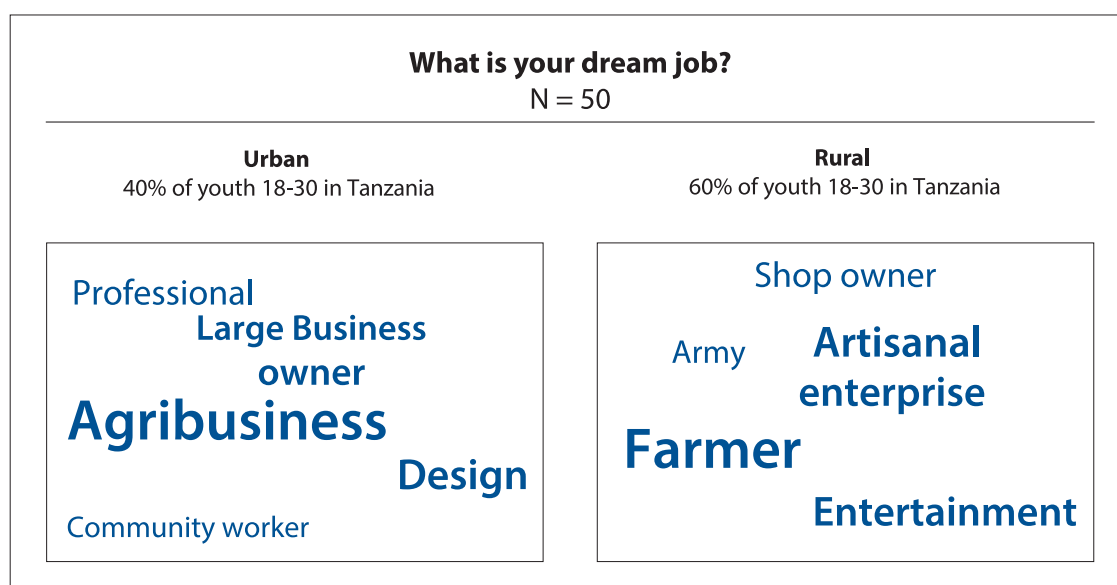 What is your dream job?
N = 50
Urban
40% of youth 18-30 in Tanzania
Professional
Large Business
owner
Agribusiness
Design
Community worker
Rural
60% of youth 18-30 in Tanzania
Shop owner
Army
Artisanal
enterprise
Farmer
Entertainment